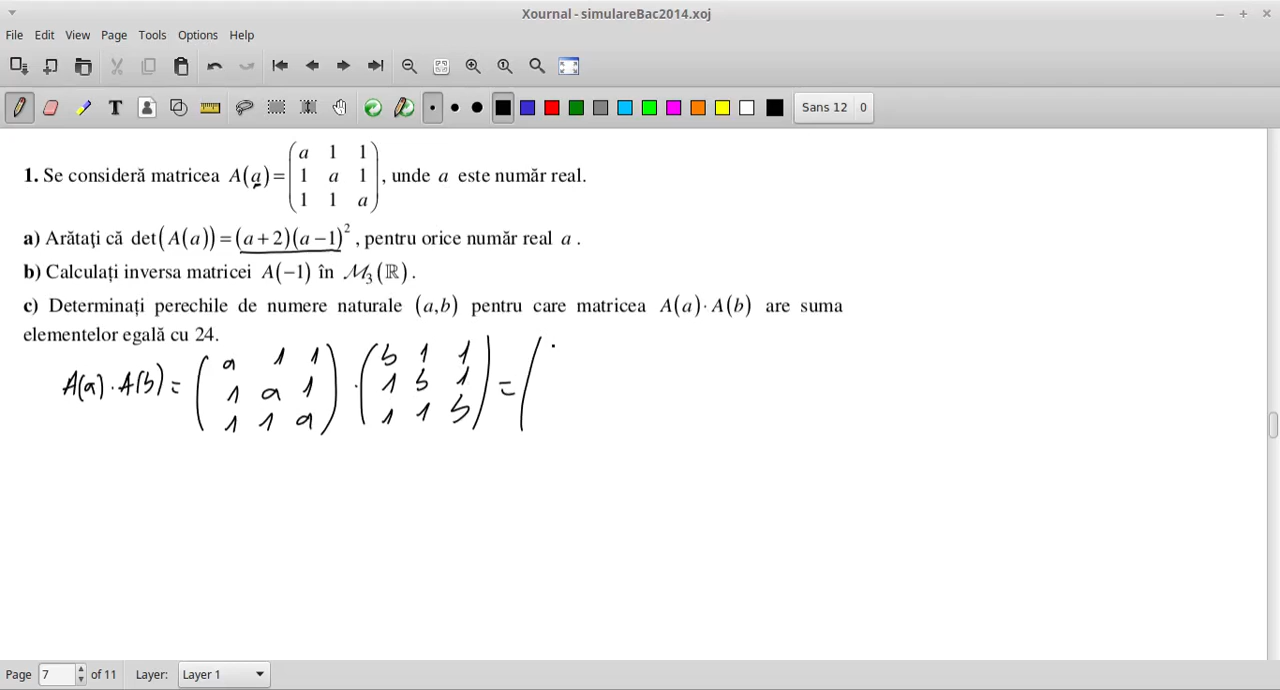 Xournal - simulareBac2014.xoj
File Edit View Page Tools Options Help
Sans 12 0
1. Se consideră matricea A(a) = ( a 1 1 ; 1 a 1 ; 1 1 a ), unde a este număr real.
a) Arătați că det(A(a)) = (a+2)(a−1)², pentru orice număr real a .
b) Calculați inversa matricei A(−1) în ℳ₃(ℝ).
c) Determinați perechile de numere naturale (a,b) pentru care matricea A(a)· A(b) are suma
elementelor egală cu 24.
A(a) · A(b) = ( a 1 1 ; 1 a 1 ; 1 1 a ) · ( b 1 1 ; 1 b 1 ; 1 1 b ) = (
Page 7 of 11 Layer: Layer 1